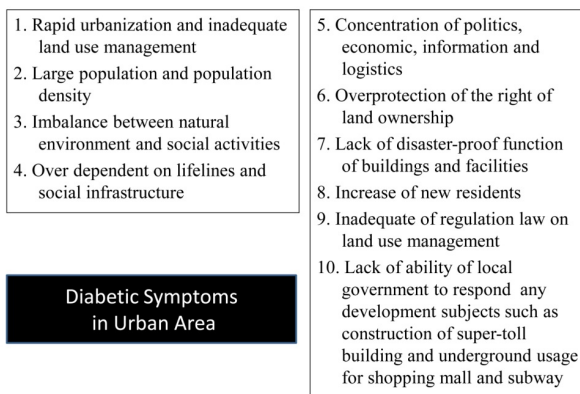 1. Rapid urbanization and inadequate
land use management
2. Large population and population
density
3. Imbalance between natural
environment and social activities
4. Over dependent on lifelines and
social infrastructure
Diabetic Symptoms
in Urban Area
5. Concentration of politics,
economic, information and
logistics
6. Overprotection of the right of
land ownership
7. Lack of disaster-proof function
of buildings and facilities
8. Increase of new residents
9. Inadequate of regulation law on
land use management
10. Lack of ability of local
government to respond any
development subjects such as
construction of super-toll
building and underground usage
for shopping mall and subway